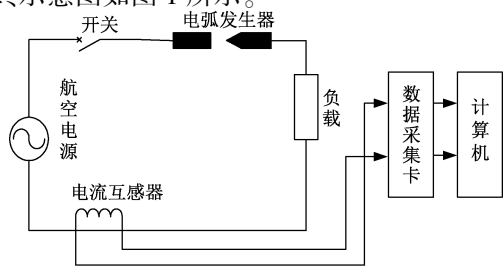 示意图如图1所示。
开关
电弧发生器
航空电源
负载
数据采集卡
计算机
电流互感器